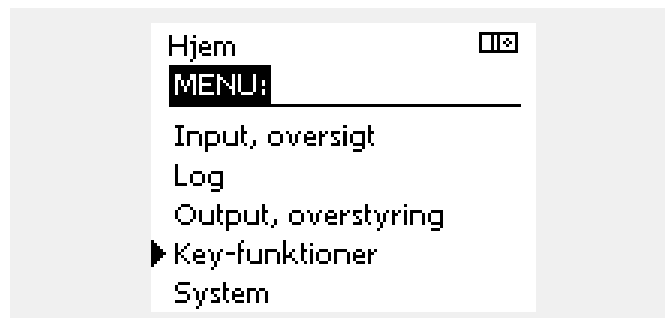 Hjem
MENU:
Input, oversigt
Log
Output, overstyring
Key-funktioner
System